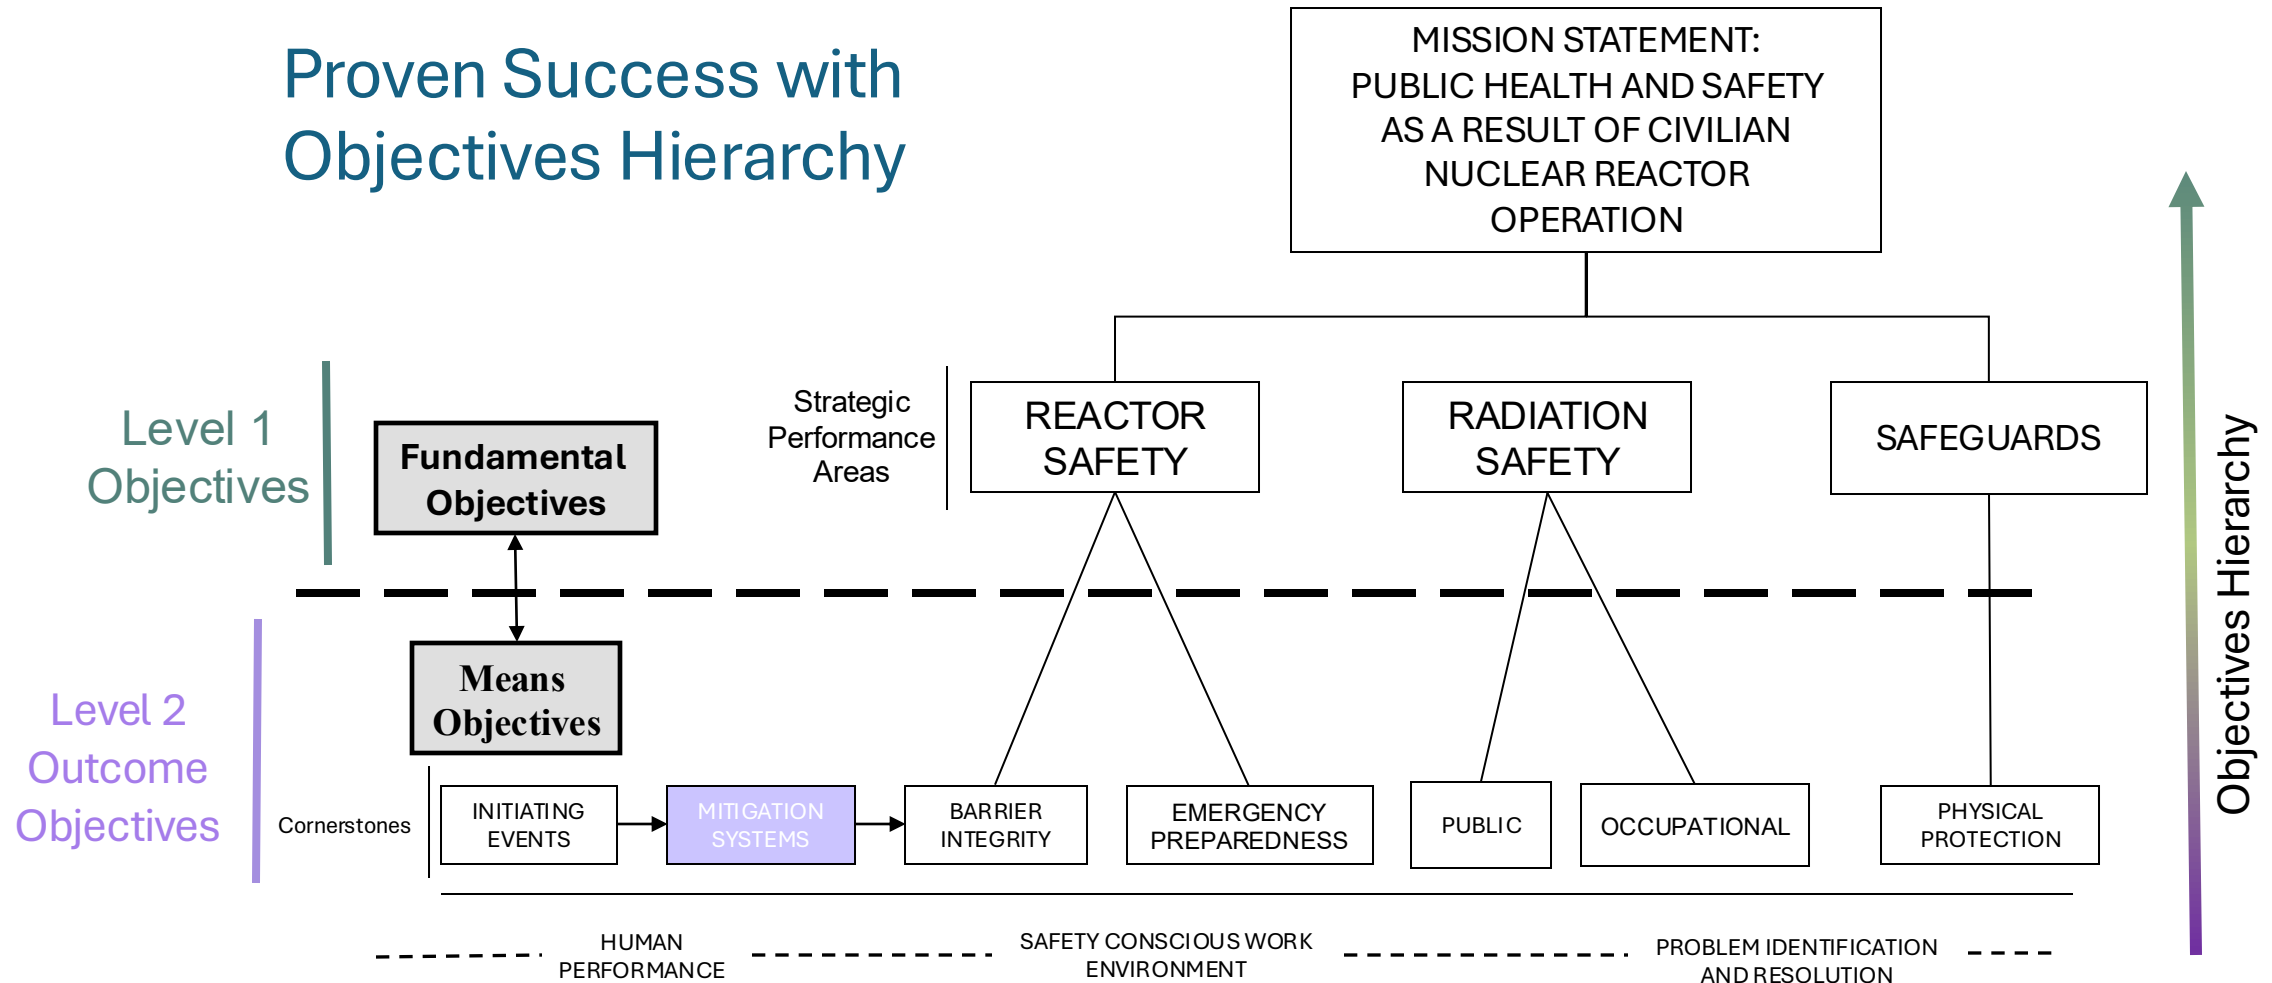 Proven Success with
Objectives Hierarchy
MISSION STATEMENT:
PUBLIC HEALTH AND SAFETY
AS A RESULT OF CIVILIAN
NUCLEAR REACTOR
OPERATION
Level 1
Objectives
Fundamental
Objectives
Strategic
Performance
Areas
REACTOR
SAFETY
RADIATION
SAFETY
SAFEGUARDS
Objectives Hierarchy
Level 2
Outcome
Objectives
Means
Objectives
Cornerstones
INITIATING
EVENTS
MITIGATION
SYSTEMS
BARRIER
INTEGRITY
EMERGENCY
PREPAREDNESS
PUBLIC
OCCUPATIONAL
PHYSICAL
PROTECTION
HUMAN
PERFORMANCE
SAFETY CONSCIOUS WORK
ENVIRONMENT
PROBLEM IDENTIFICATION
AND RESOLUTION